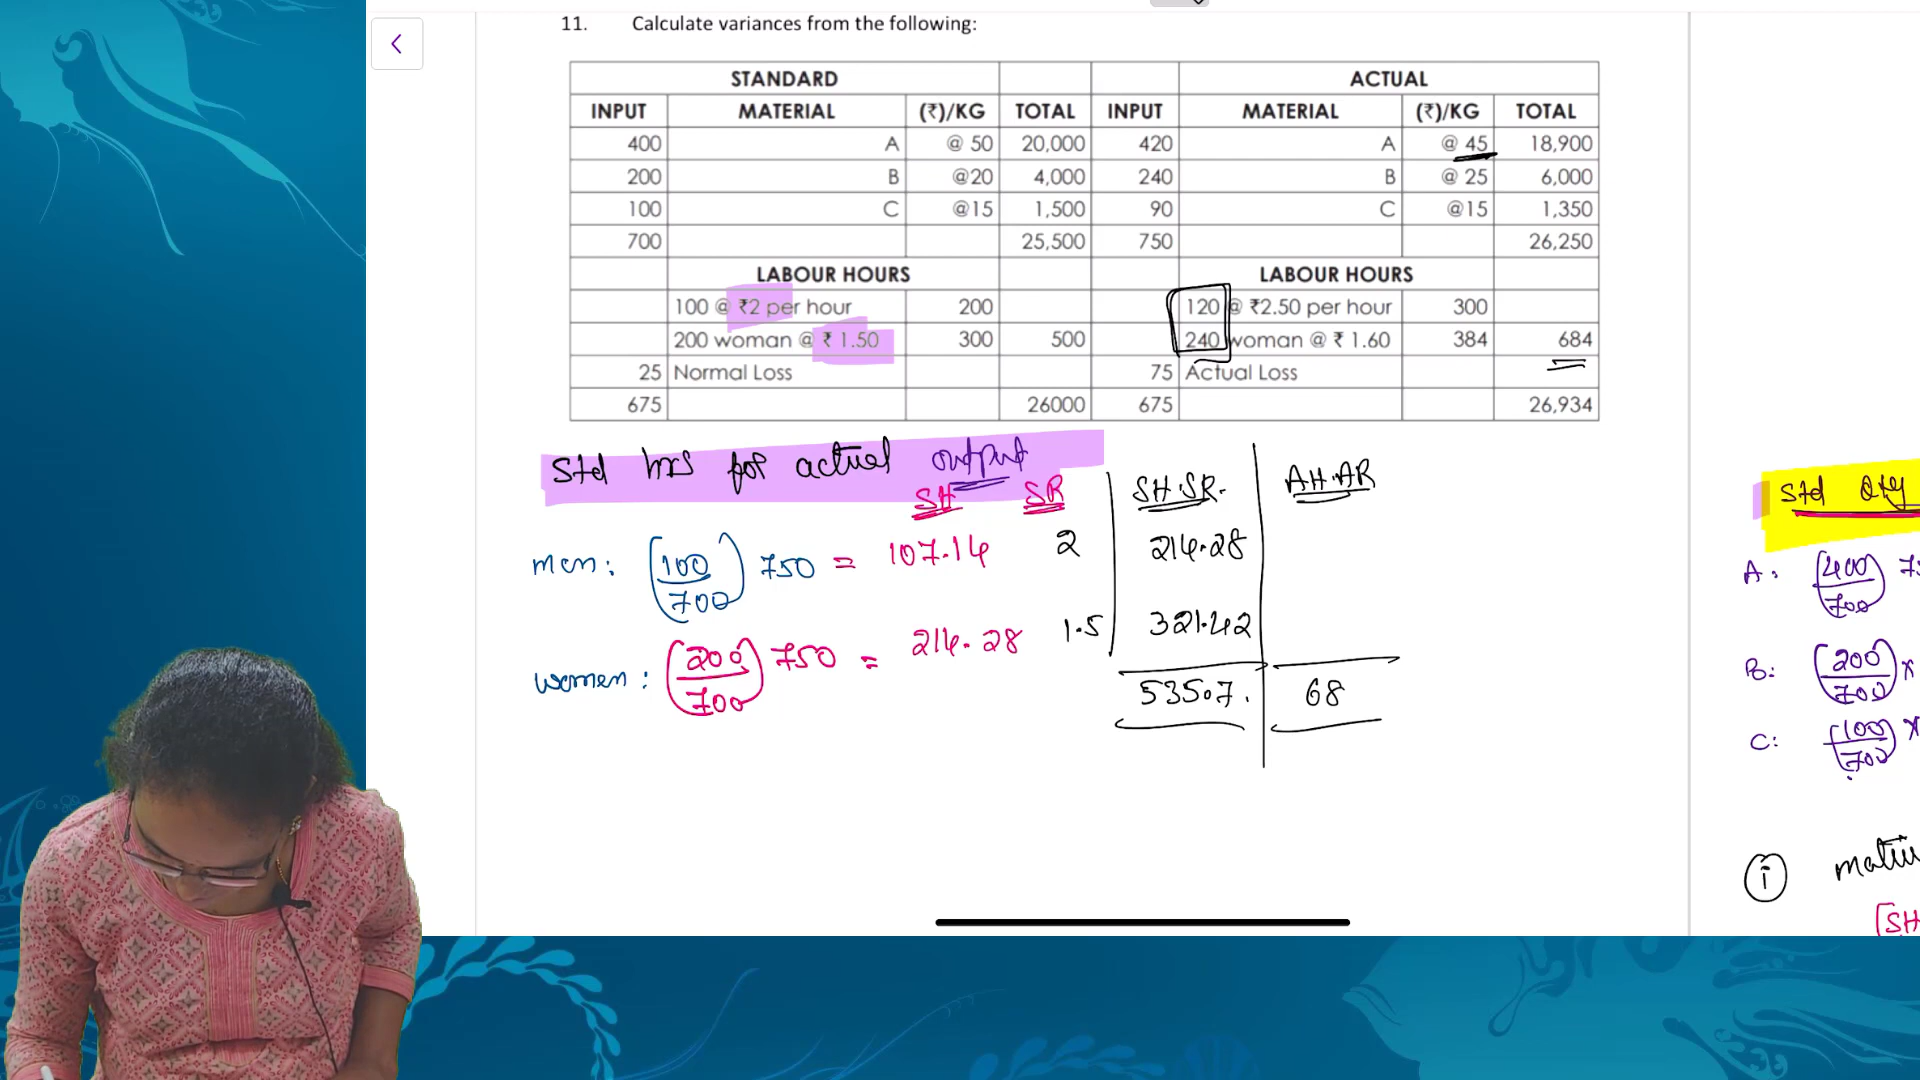 11. Calculate variances from the following:
STANDARD ACTUAL
INPUT MATERIAL (₹)/KG TOTAL INPUT MATERIAL (₹)/KG TOTAL
400 A @ 50 20,000 420 A @ 45 18,900
200 B @20 4,000 240 B @ 25 6,000
100 C @15 1,500 90 C @15 1,350
700 25,500 750 26,250
LABOUR HOURS LABOUR HOURS
100 @ ₹2 per hour 200 120 @ ₹2.50 per hour 300
200 woman @ ₹ 1.50 300 500 240 woman @ ₹ 1.60 384 684
25 Normal Loss 75 Actual Loss
675 26000 675 26,934
Std hrs for actual output
SH SR SH.SR. AH.AR
men: (100/700) 750 = 107.14 2 214.28
women: (200/700) 750 = 214.28 1.5 321.42
535.7. 68
Std Qty
A: (400/700) 75
B: (200/700) ×
C: (100/700) ×
i
[SH